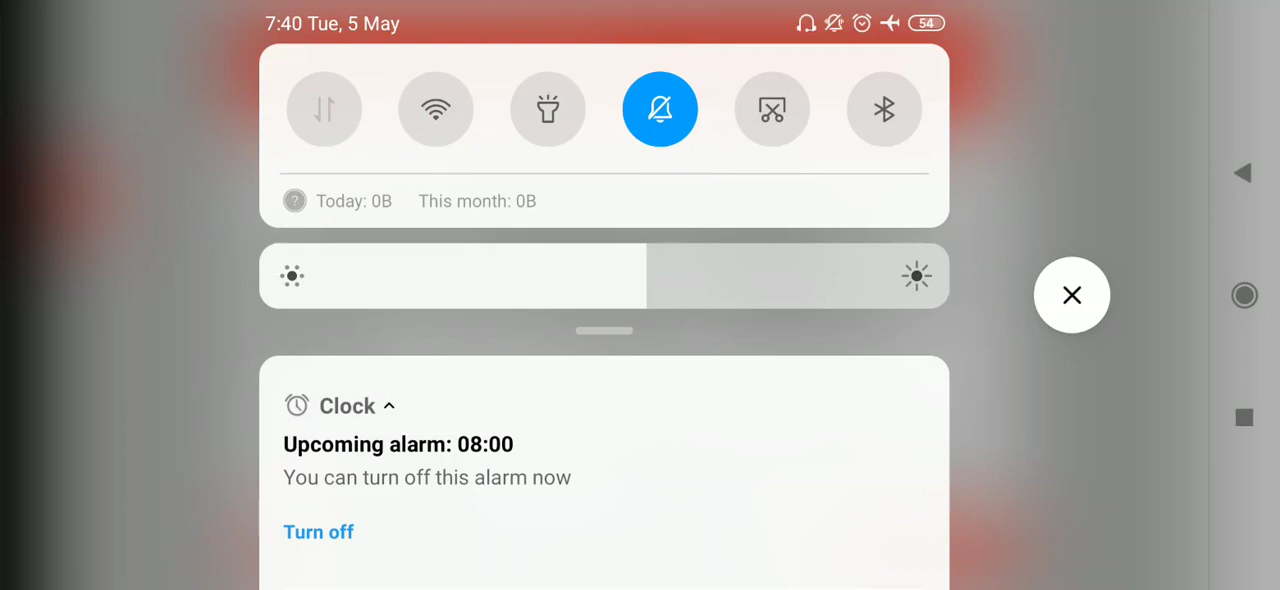 7:40 Tue, 5 May 54
Today: 0B This month: 0B
Clock
Upcoming alarm: 08:00
You can turn off this alarm now
Turn off